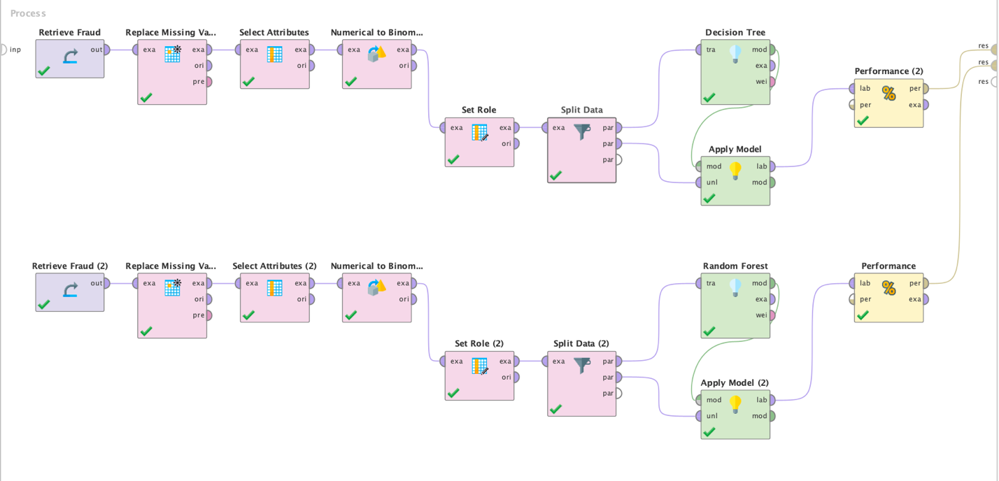 Process
inp
res
res
res
Retrieve Fraud
out
Replace Missing Va...
exa exa
ori
pre
Select Attributes
exa exa
ori
Numerical to Binom...
exa exa
ori
Set Role
exa exa
ori
Split Data
exa par
par
par
Decision Tree
tra mod
exa
wei
Apply Model
mod lab
unl mod
Performance (2)
% 
lab per
per exa
Retrieve Fraud (2)
out
Replace Missing Va...
exa exa
ori
pre
Select Attributes (2)
exa exa
ori
Numerical to Binom...
exa exa
ori
Set Role (2)
exa exa
ori
Split Data (2)
exa par
par
par
Random Forest
tra mod
exa
wei
Apply Model (2)
mod lab
unl mod
Performance
%
lab per
per exa